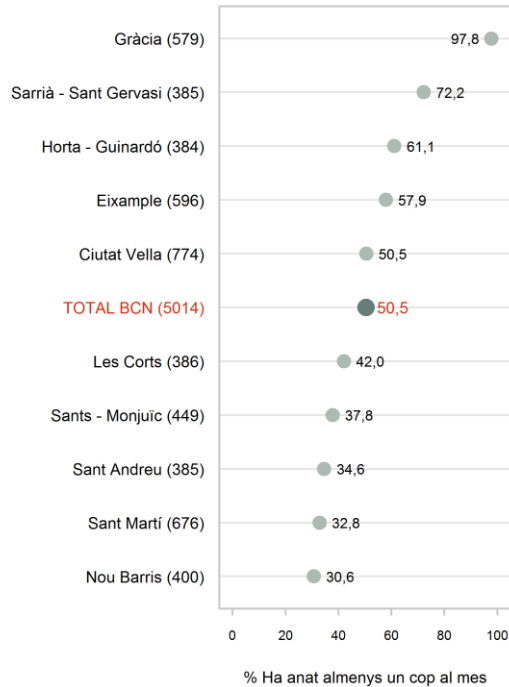 Gràcia (579) 97,8
Sarrià - Sant Gervasi (385) 72,2
Horta - Guinardó (384) 61,1
Eixample (596) 57,9
Ciutat Vella (774) 50,5
TOTAL BCN (5014) 50,5
Les Corts (386) 42,0
Sants - Monjuïc (449) 37,8
Sant Andreu (385) 34,6
Sant Martí (676) 32,8
Nou Barris (400) 30,6
0 20 40 60 80 100
% Ha anat almenys un cop al mes